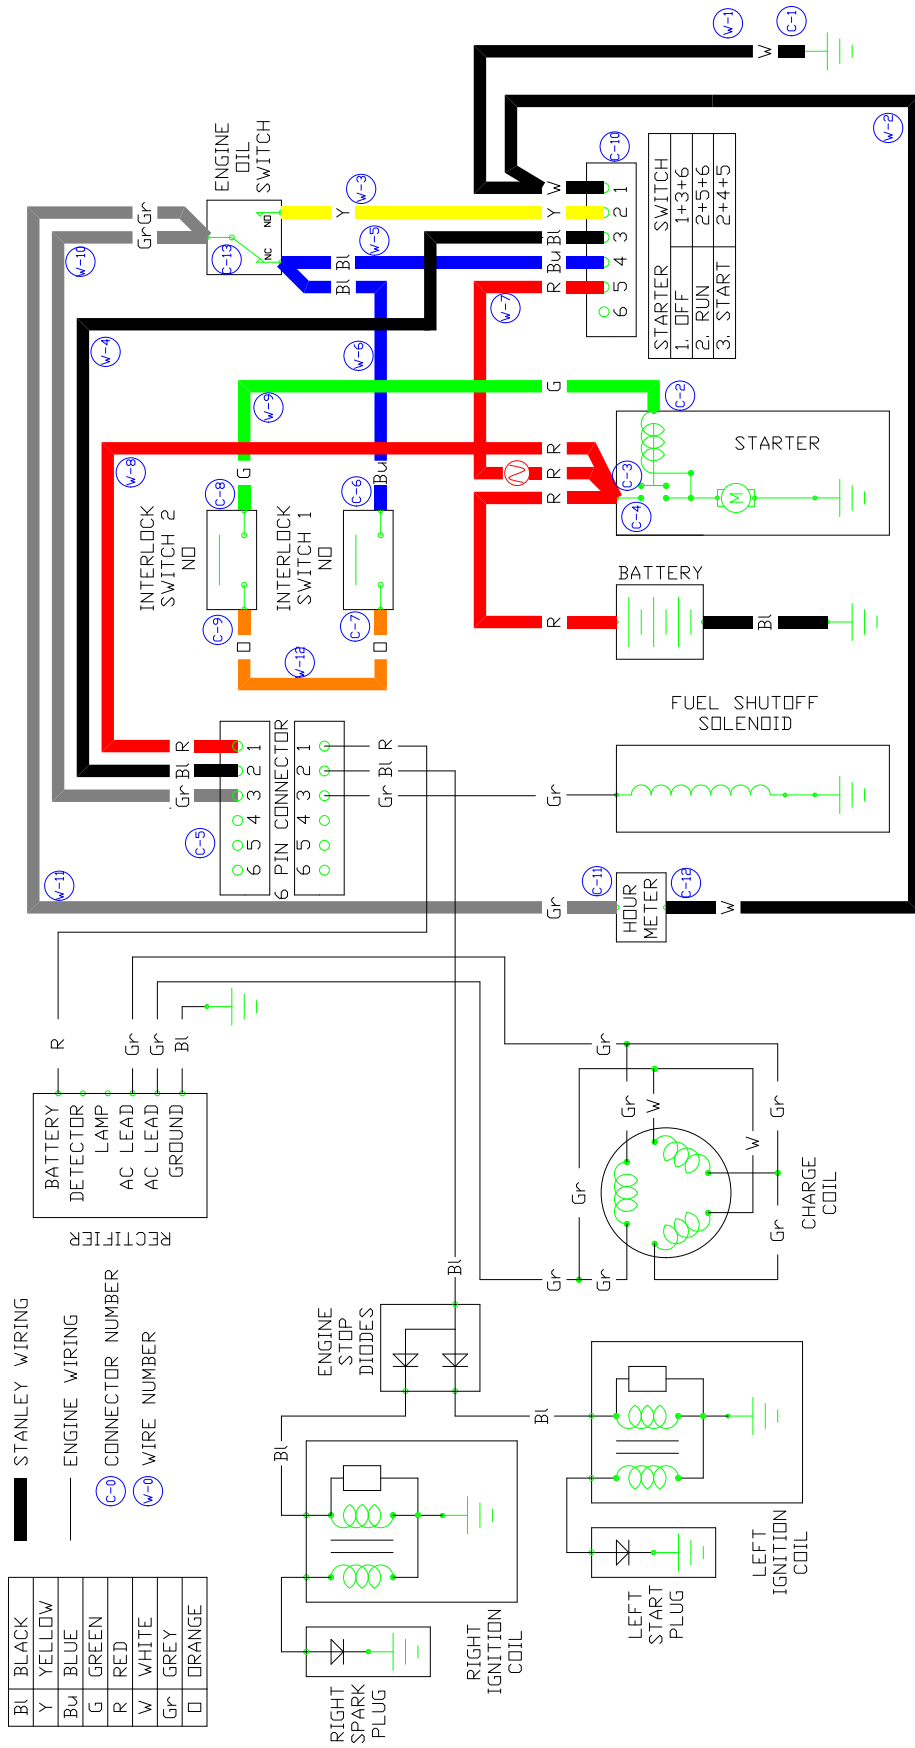 W-1
C-1
W
W-2
ENGINE
OIL
SWITCH
C-10
Gr
Gr
NO
NC
C-13
W-10
W-3
Y
W-5
Bl
Bl
W
Y
Bl
Bu
R
1
2
3
4
5
6
STARTER SWITCH
1. OFF 1+3+6
2. RUN 2+5+6
3. START 2+4+5
W-7
W-4
W-6
W-9
G
C-2
W-8
G
Bu
R
R
R
N
C-3
C-4
STARTER
M
C-8
C-6
INTERLOCK
SWITCH 2
NO
INTERLOCK
SWITCH 1
NO
C-9
C-7
O
O
W-12
BATTERY
R
Bl
FUEL SHUTOFF
SOLENOID
R
Bl
Gr
1
2
3
4
5
6
6 PIN CONNECTOR
1
2
3
4
5
6
R
Bl
Gr
Gr
C-5
W-11
Gr
C-11
C-12
HOUR
METER
W
R
Gr
Gr
Bl
BATTERY
DETECTOR
LAMP
AC LEAD
AC LEAD
GROUND
RECTIFIER
Gr
Gr
W
Gr
Gr
W
Gr
Gr
Gr
CHARGE
COIL
Bl
STANLEY WIRING
ENGINE WIRING
C-0 CONNECTOR NUMBER
W-0 WIRE NUMBER
ENGINE
STOP
DIODES
Bl
Bl
Bl BLACK
Y YELLOW
Bu BLUE
G GREEN
R RED
W WHITE
Gr GREY
O ORANGE
RIGHT
SPARK
PLUG
RIGHT
IGNITION
COIL
LEFT
START
PLUG
LEFT
IGNITION
COIL